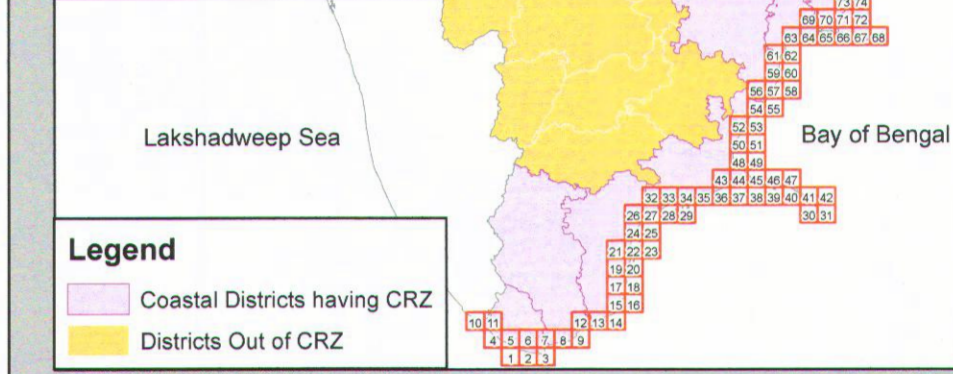 73 74
69 70 71 72
63 64 65 66 67 68
61 62
59 60
56 57 58
54 55
52 53
Lakshadweep Sea
Bay of Bengal
50 51
48 49
43 44 45 46 47
32 33 34 35 36 37 38 39 40 41 42
26 27 28 29 30 31
24 25
Legend
21 22 23
19 20
17 18
Coastal Districts having CRZ
15 16
10 11 12 13 14
Districts Out of CRZ
4 5 6 7 8 9
1 2 3